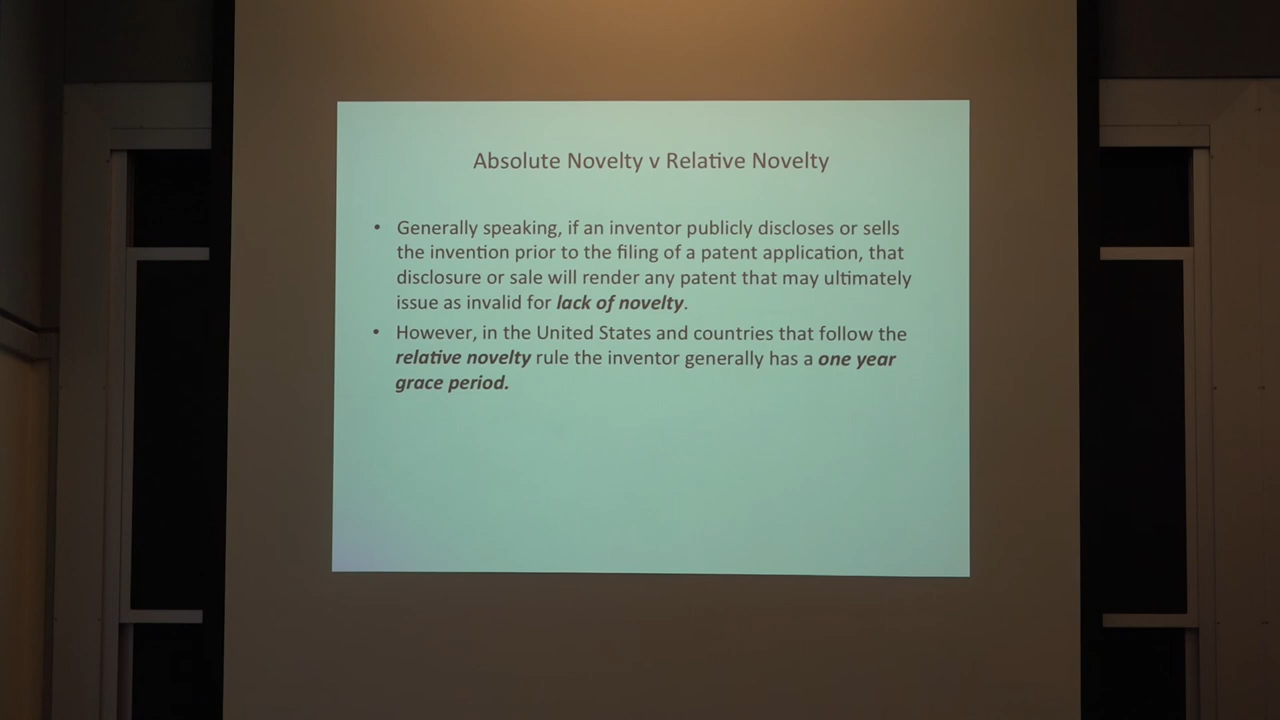 Absolute Novelty v Relative Novelty
• Generally speaking, if an inventor publicly discloses or sells
the invention prior to the filing of a patent application, that
disclosure or sale will render any patent that may ultimately
issue as invalid for lack of novelty.
• However, in the United States and countries that follow the
relative novelty rule the inventor generally has a one year
grace period.